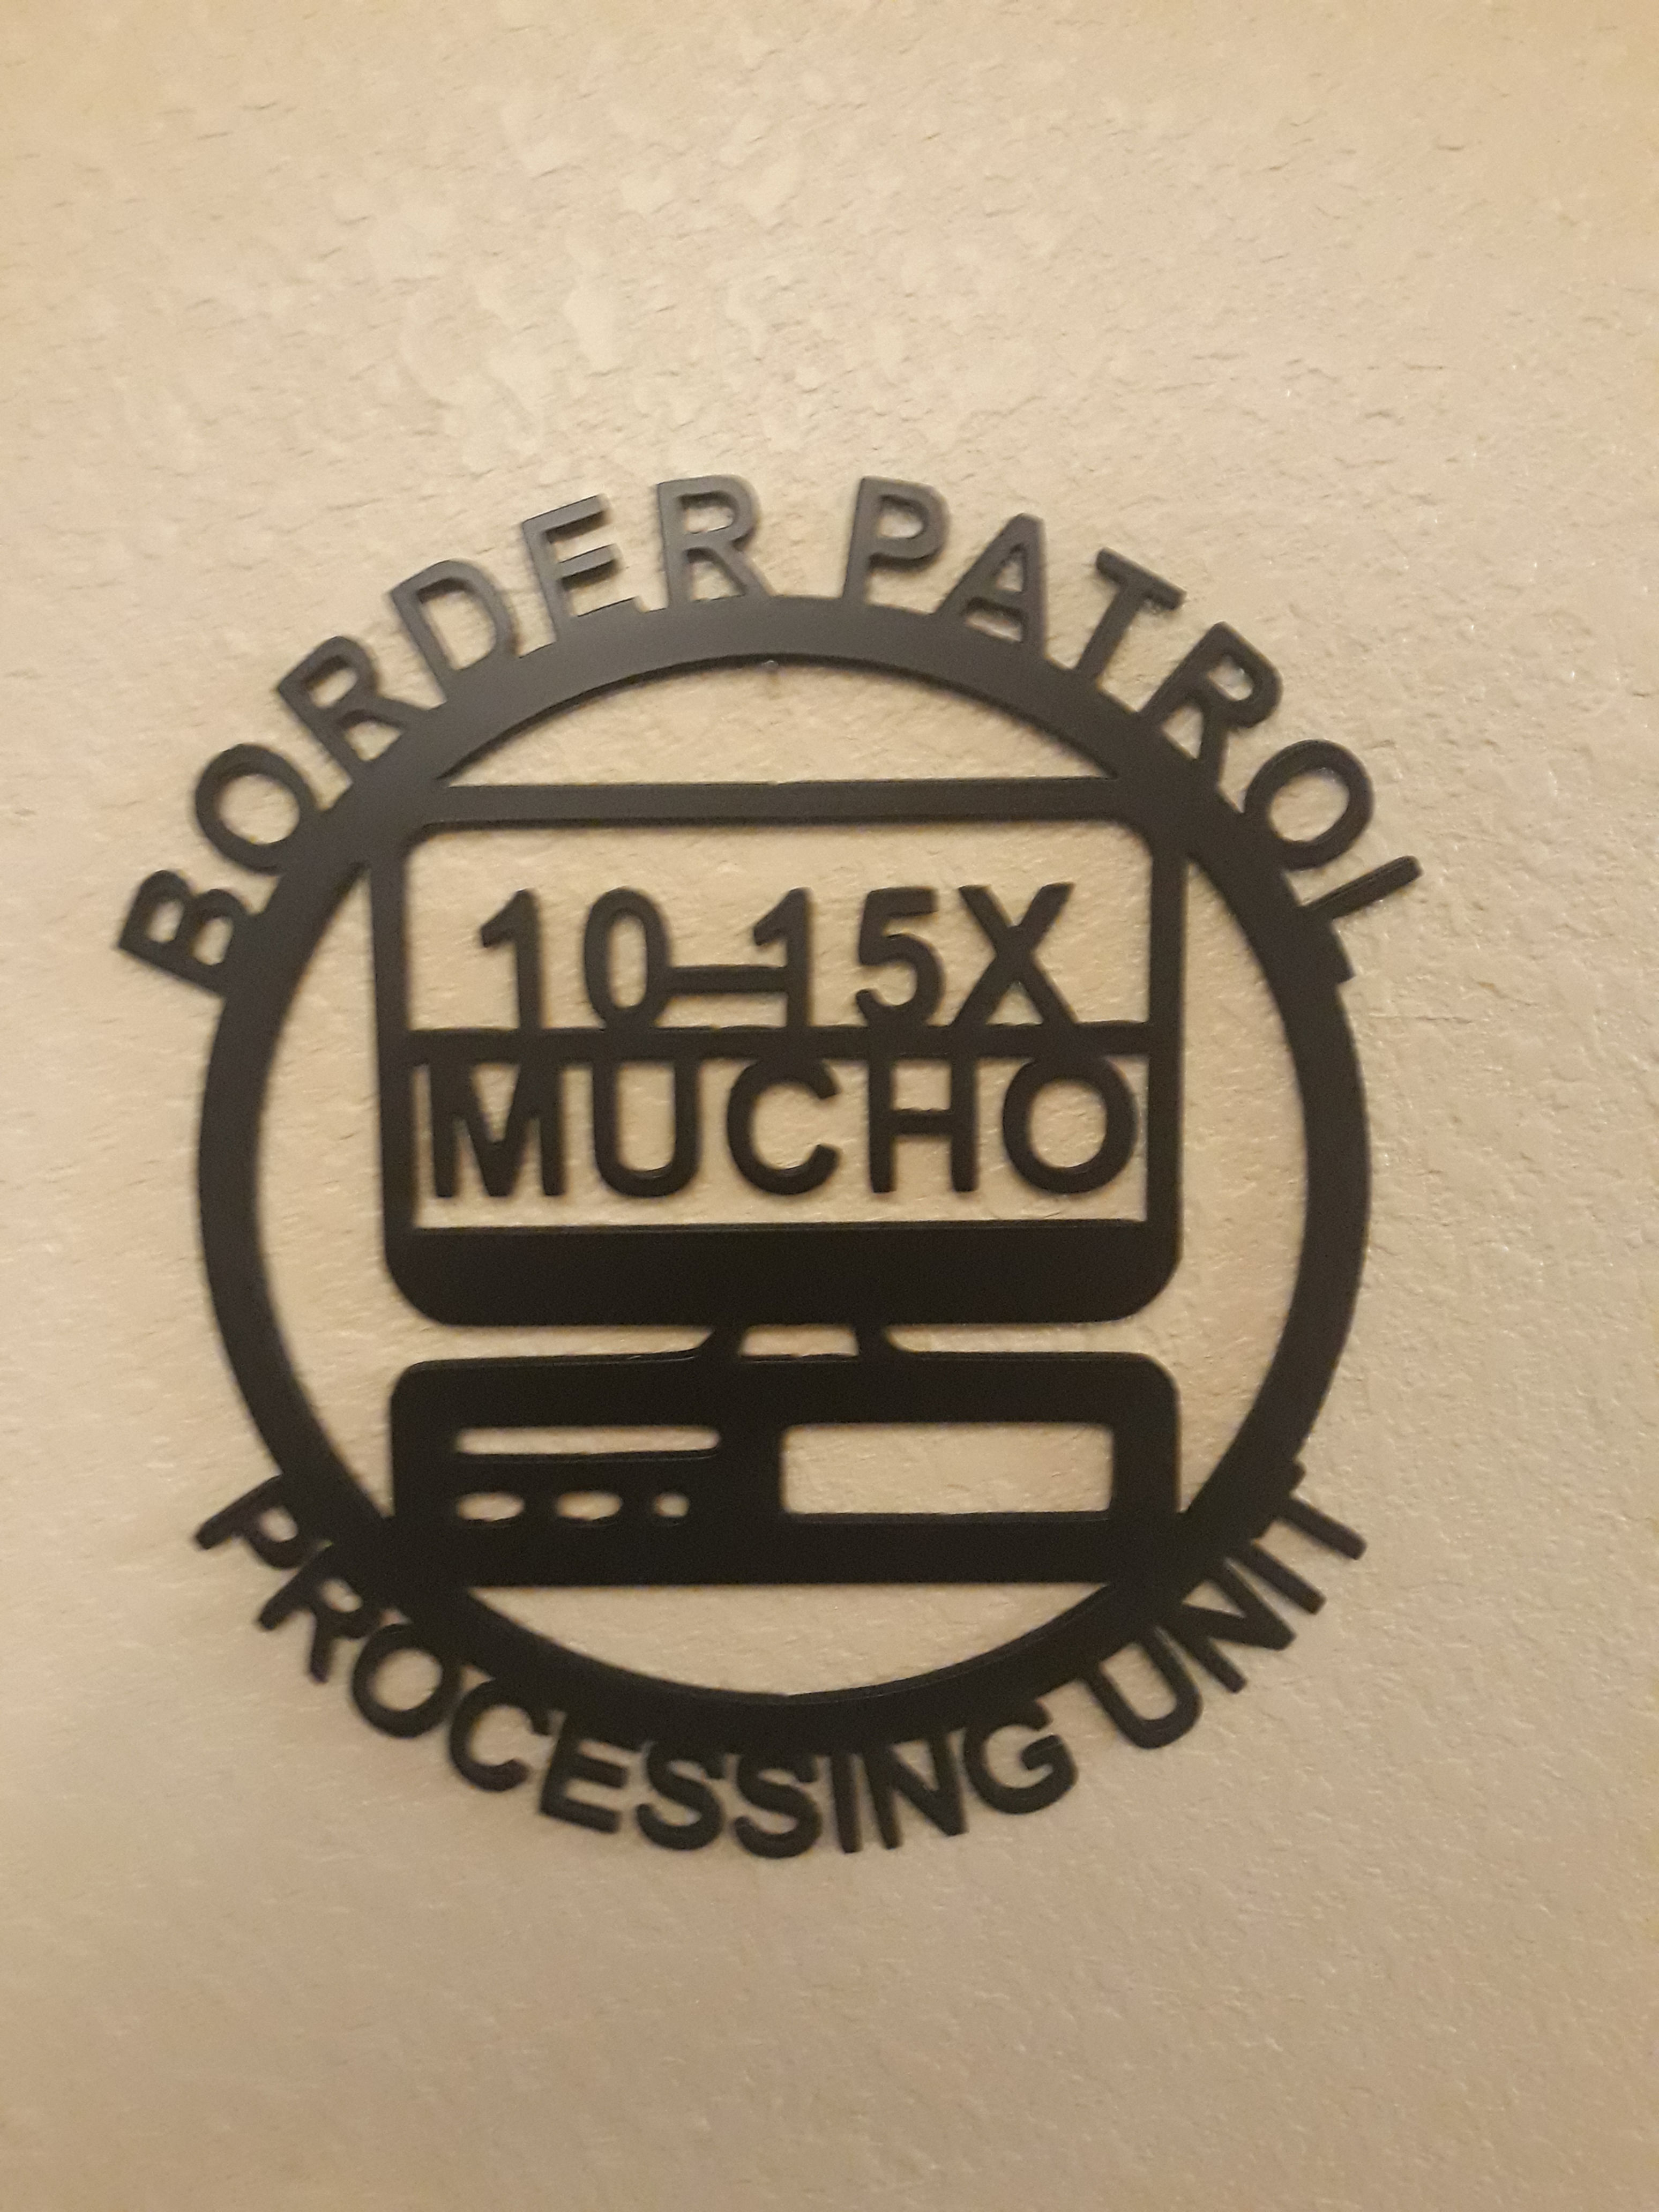 BORDER PATROL
10-15X
MUCHO
PROCESSING UNIT